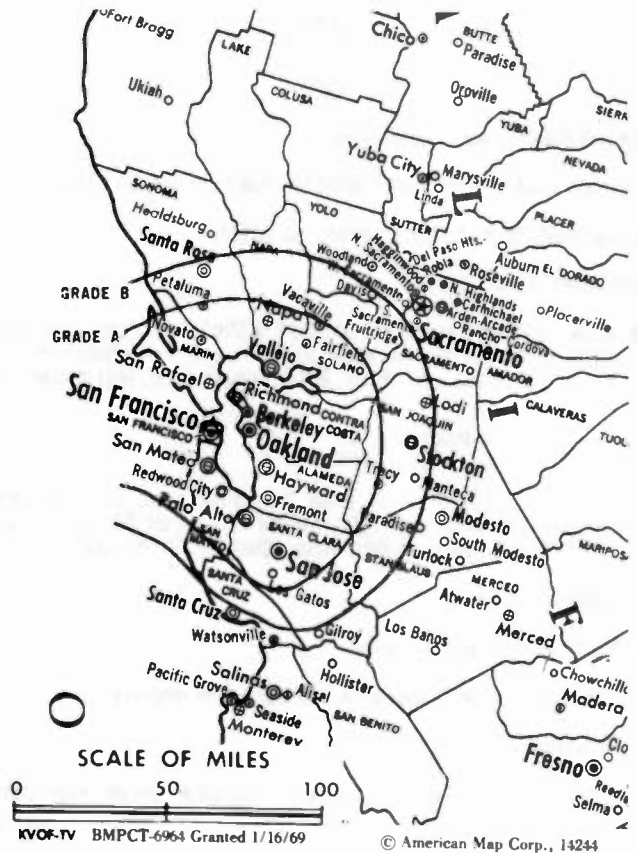 Fort Bragg
LAKE
Chico
BUTTE
Paradise
Ukiah
COLUSA
Oroville
SIERRA
YUBA
NEVADA
Yuba City
Marysville
Linda
SONOMA
YOLO
SUTTER
PLACER
Healdsburg
Santa Rosa
NAPA
Woodland
Haggin
N. Sacramento
Del Paso Hts.
Robla
Roseville
Auburn
EL DORADO
GRADE B
Petaluma
W. Sacramento
Davis
N. Highlands
Carmichael
Arden-Arcade
Rancho Cordova
Placerville
GRADE A
Napa
Vacaville
S. Sacramento
Fruitridge
Sacramento
Novato
MARIN
Fairfield
SOLANO
SACRAMENTO
AMADOR
San Rafael
Vallejo
Richmond
CONTRA
COSTA
SAN JOAQUIN
Lodi
CALAVERAS
San Francisco
SAN FRANCISCO
Berkeley
Oakland
Stockton
San Mateo
ALAMEDA
Hayward
Tracy
Manteca
Redwood City
Fremont
Palo Alto
Paradise
Modesto
SAN MATEO
SANTA CLARA
STANISLAUS
South Modesto
Turlock
MARIPOSA
San Jose
SANTA CRUZ
Los Gatos
MERCED
Atwater
Merced
Santa Cruz
Watsonville
Gilroy
Los Banos
Hollister
Chowchilla
Salinas
Alisal
Pacific Grove
Seaside
Monterey
SAN BENITO
Madera
Fresno
Selma
SCALE OF MILES
0 50 100
KVOF-TV BMPCT-6964 Granted 1/16/69
© American Map Corp., 14244